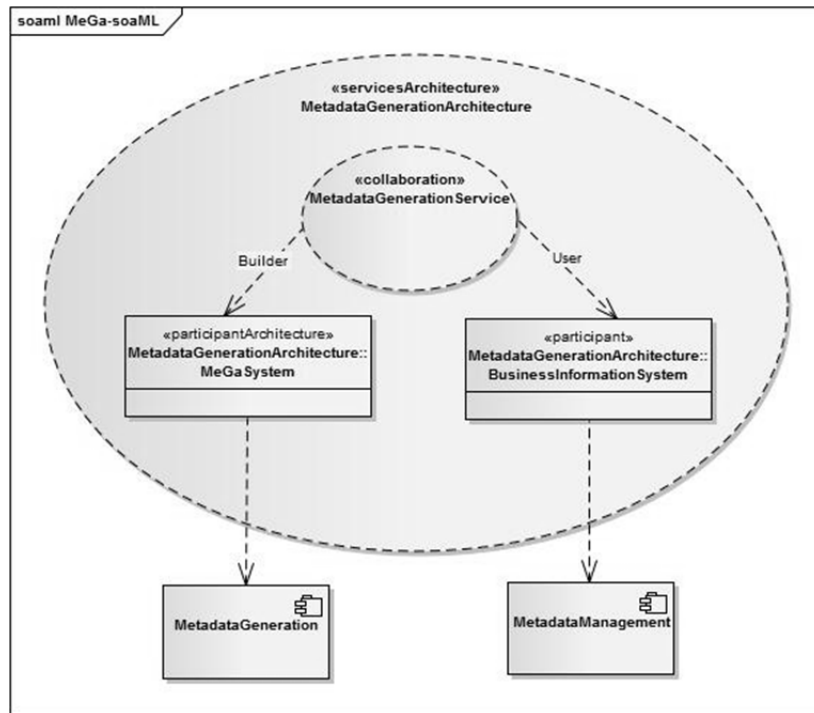 soaml MeGa-soaML
«servicesArchitecture»
MetadataGenerationArchitecture
«collaboration»
MetadataGenerationService
Builder
User
«participantArchitecture»
MetadataGenerationArchitecture::
MeGaSystem
«participant»
MetadataGenerationArchitecture::
BusinessInformationSystem
MetadataGeneration
MetadataManagement